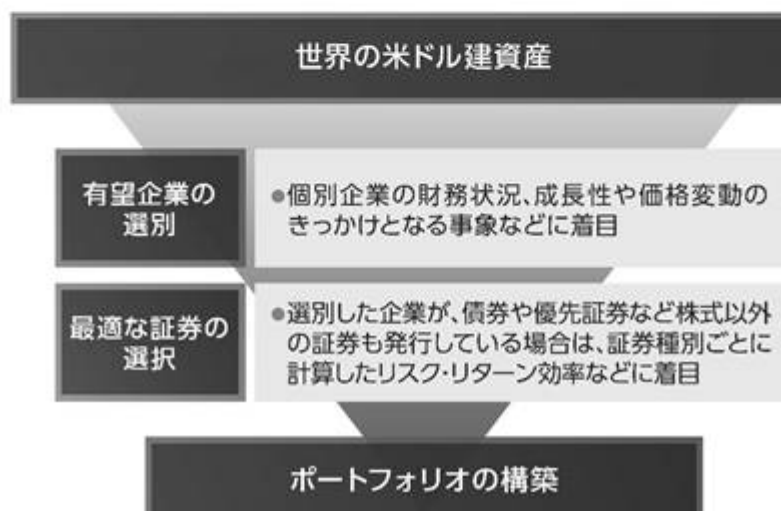 世界の米ドル建資産
有望企業の
選別
●個別企業の財務状況、成長性や価格変動の
きっかけとなる事象などに着目
最適な証券の
選択
●選別した企業が、債券や優先証券など株式以外
の証券も発行している場合は、証券種別ごとに
計算したリスク・リターン効率などに着目
ポートフォリオの構築